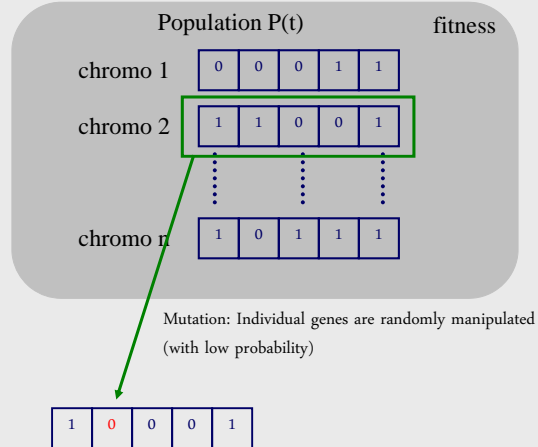 Population P(t) fitness
chromo 1 0 0 0 1 1
chromo 2 1 1 0 0 1
chromo n 1 0 1 1 1
Mutation: Individual genes are randomly manipulated
(with low probability)
1 0 0 0 1